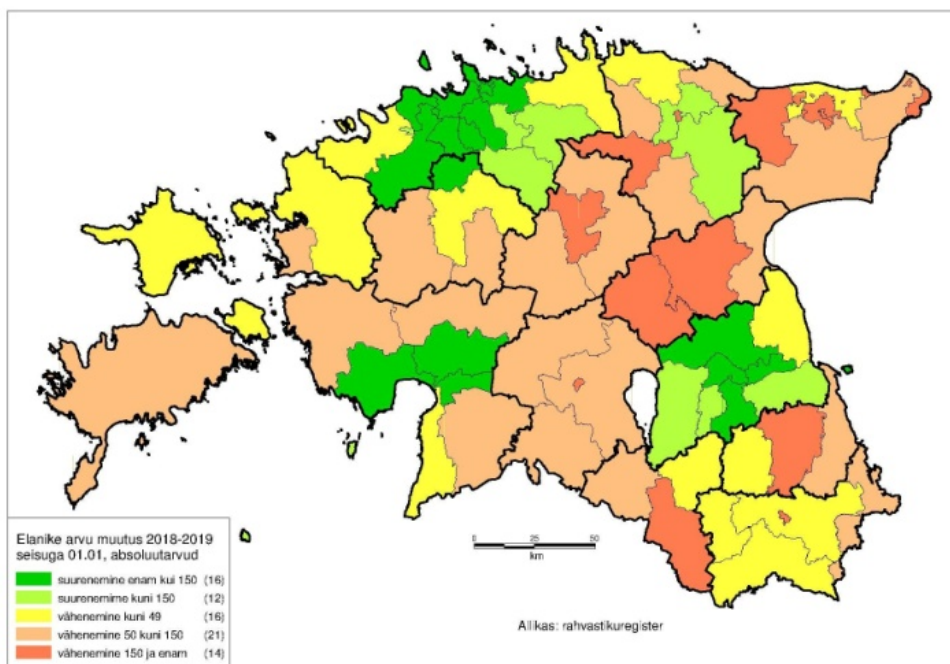 Elanike arvu muutus 2018-2019
seisuga 01.01, absoluutarvud
suurenemine enam kui 150 (16)
suurenemine kuni 150 (12)
vähenemine kuni 49 (16)
vähenemine 50 kuni 150 (21)
vähenemine 150 ja enam (14)
0 25 50
km
Allikas: rahvastikuregister